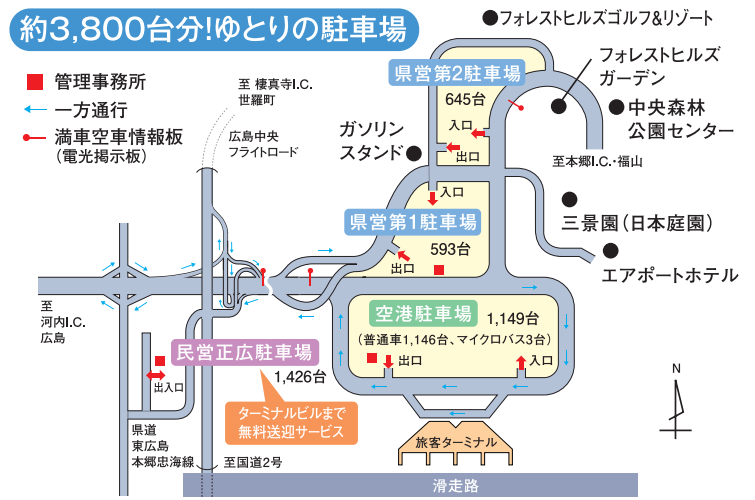 約3,800台分!ゆとりの駐車場
管理事務所
一方通行
満車空車情報板
(電光掲示板)
至 棲真寺I.C.
世羅町
広島中央
フライトロード
フォレストヒルズゴルフ&リゾート
県営第2駐車場
645台
入口
出口
フォレストヒルズ
ガーデン
中央森林
公園センター
至本郷I.C.・福山
ガソリン
スタンド
入口
県営第1駐車場
593台
出口
三景園(日本庭園)
エアポートホテル
至
河内I.C.
広島
空港駐車場
1,149台
(普通車1,146台、マイクロバス3台)
出口
入口
民営正広駐車場
1,426台
出入口
ターミナルビルまで
無料送迎サービス
県道
東広島
本郷忠海線
至国道2号
旅客ターミナル
滑走路
N